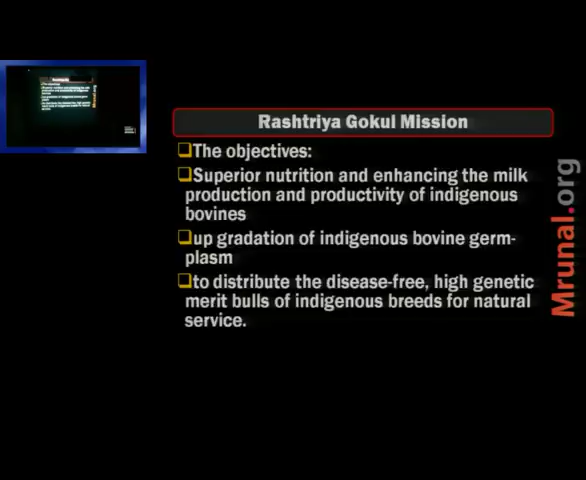 Rashtriya Gokul Mission
The objectives:
Superior nutrition and enhancing the milk
production and productivity of indigenous
bovines
up gradation of indigenous bovine germ-
plasm
to distribute the disease-free, high genetic
merit bulls of indigenous breeds for natural
service.
Mrunal.org